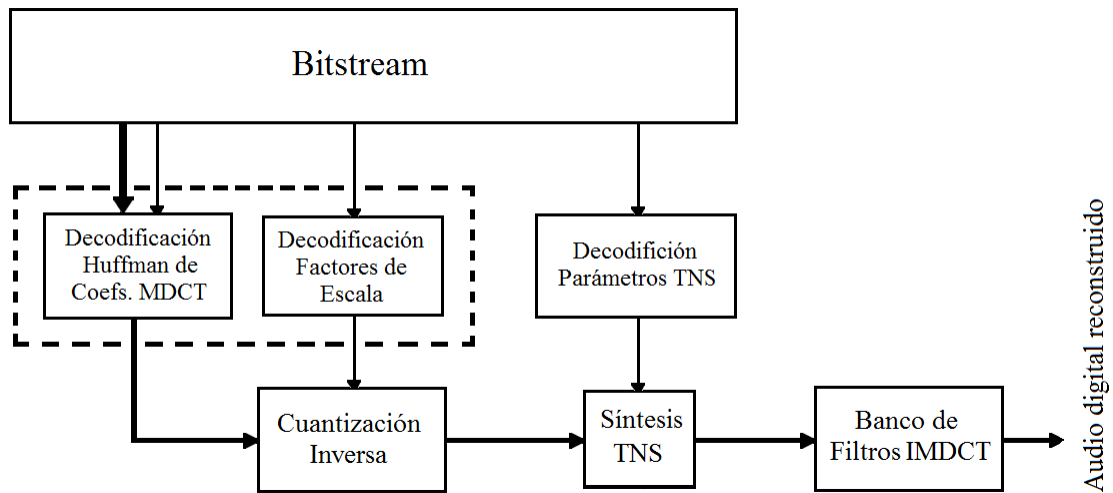 Bitstream
Decodificación
Huffman de
Coefs. MDCT
Decodificación
Factores de
Escala
Decodifición
Parámetros TNS
Cuantización
Inversa
Síntesis
TNS
Banco de
Filtros IMDCT
Audio digital reconstruido